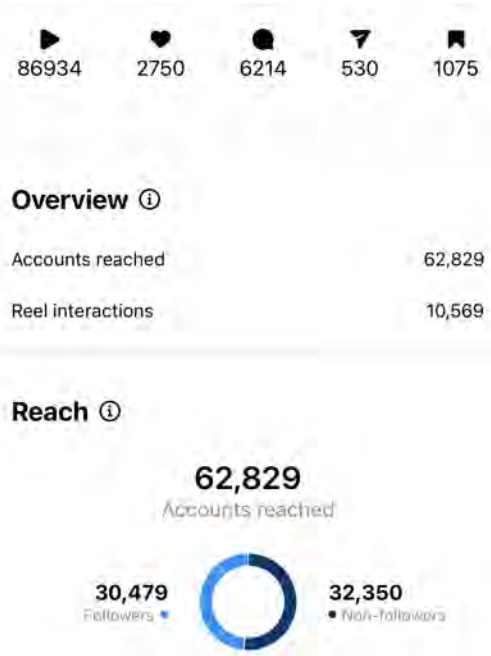 86934 2750 6214 530 1075
Overview
Accounts reached 62,829
Reel interactions 10,569
Reach
62,829
Accounts reached
30,479 32,350
Followers Non-followers